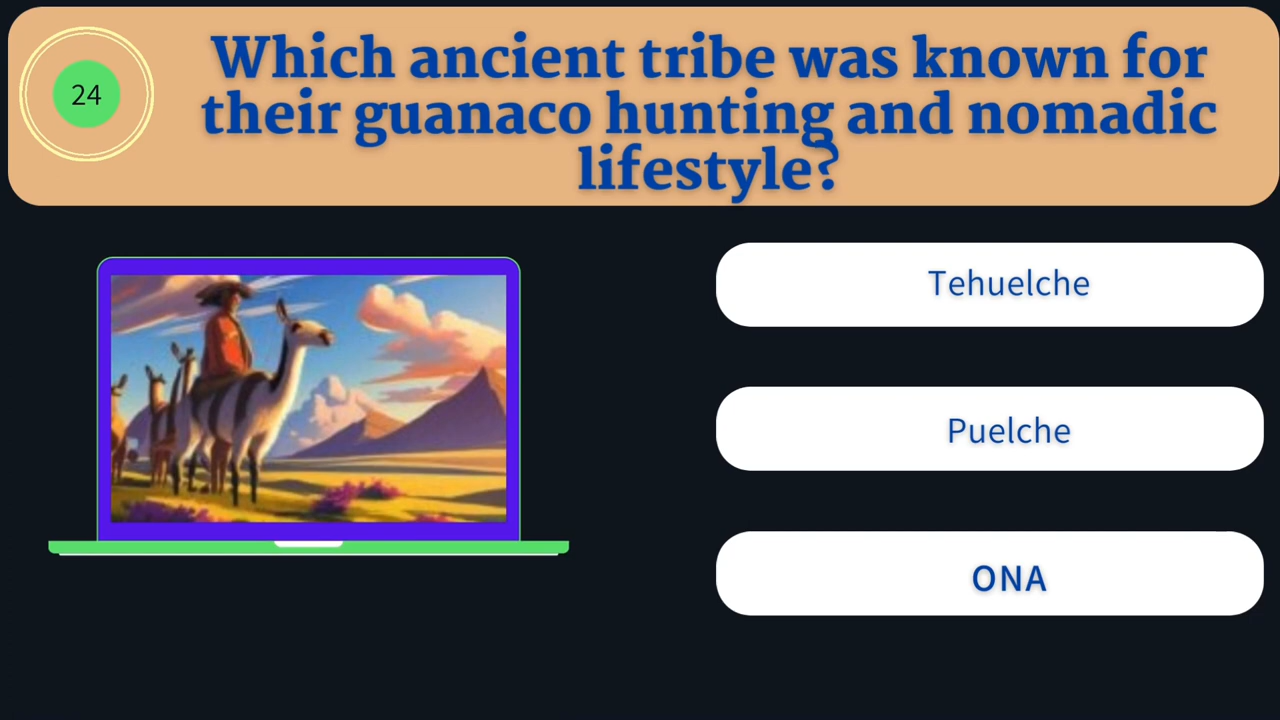 24
Which ancient tribe was known for
their guanaco hunting and nomadic
lifestyle?
Tehuelche
Puelche
ONA